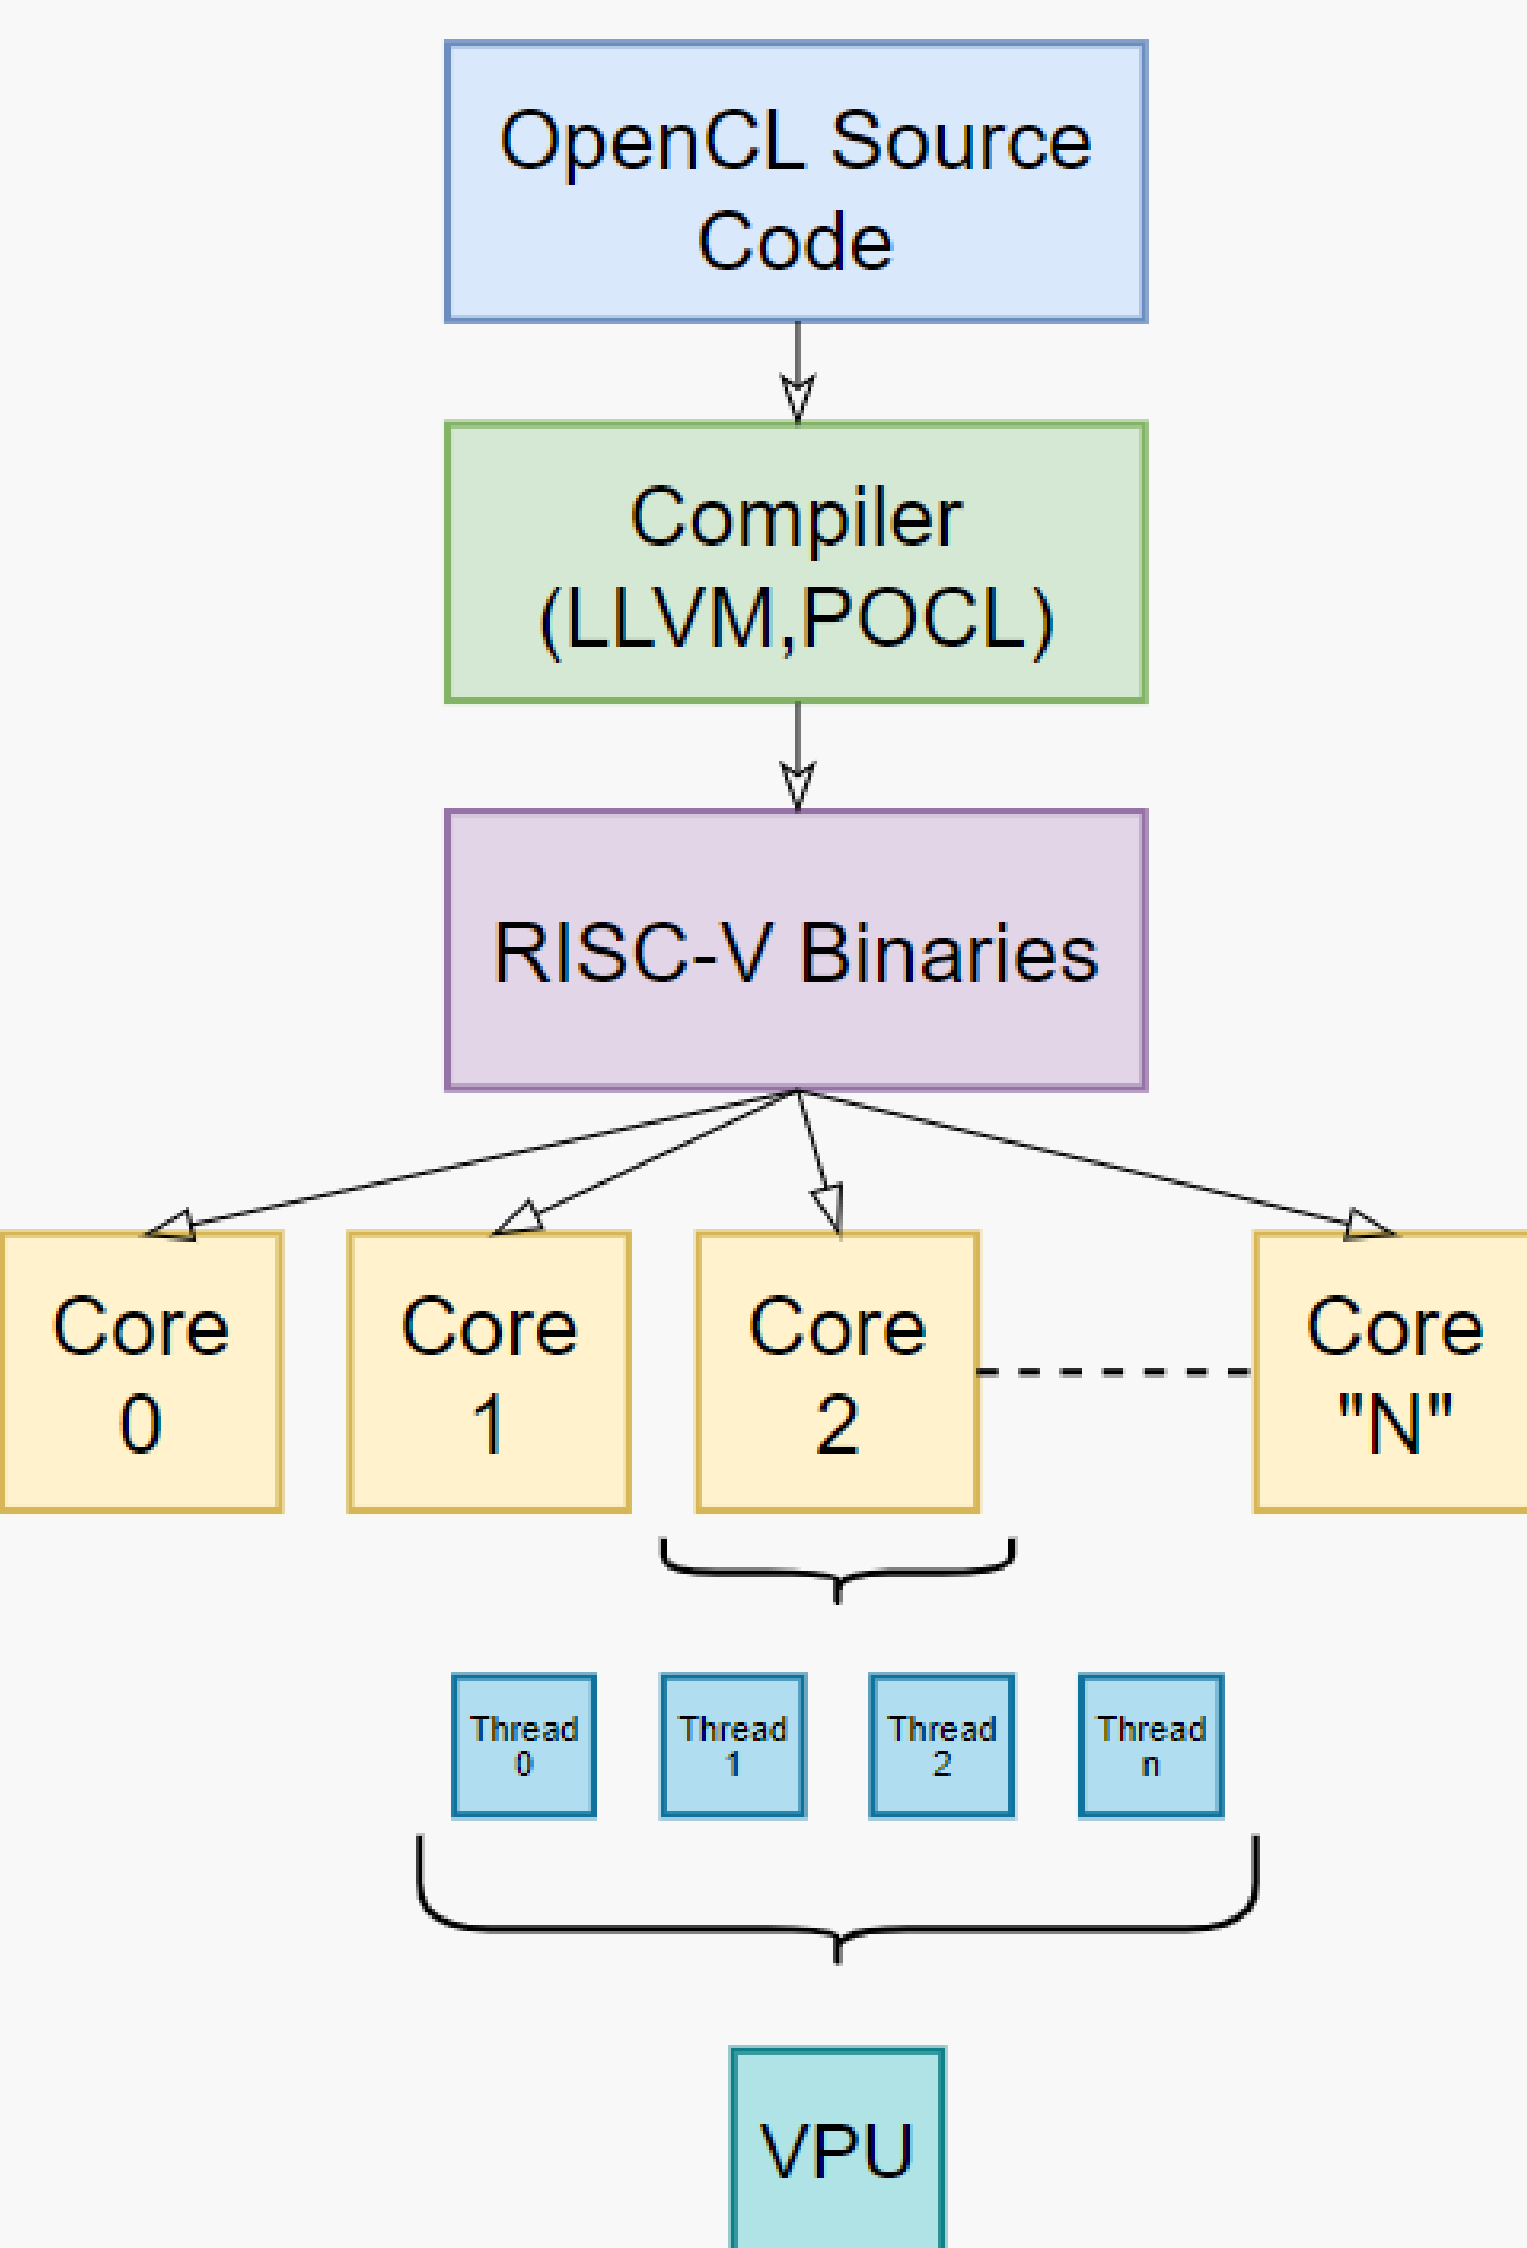 OpenCL Source
Code
Compiler
(LLVM,POCL)
RISC-V Binaries
Core
0
Core
1
Core
2
Core
"N"
Thread
0
Thread
1
Thread
2
Thread
n
VPU